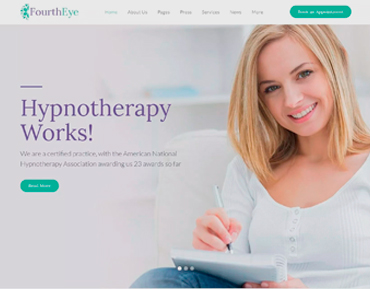 FourthEye
Home About Us Pages Press Services News More
Book an Appointment
Hypnotherapy
Works!
We are a certified practice, with the American National
Hypnotherapy Association awarding us 23 awards so far
Read More